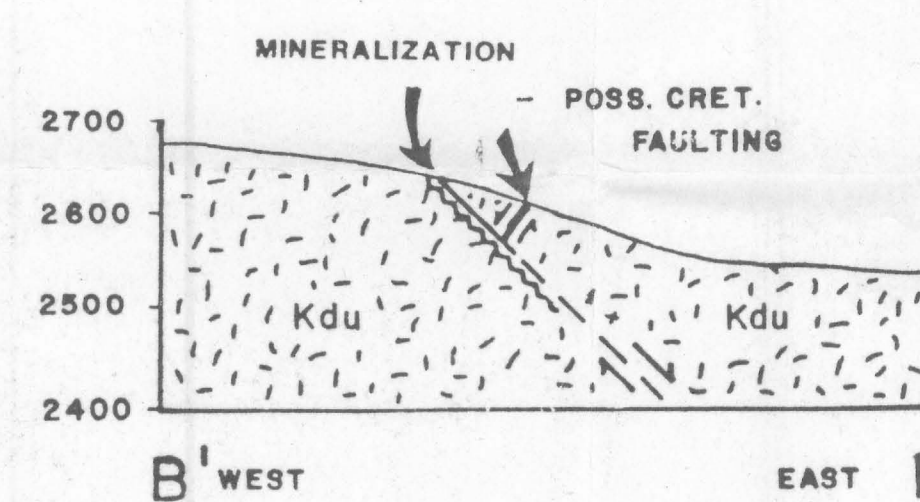 MINERALIZATION
- POSS. CRET.
FAULTING
2700
2600
2500
2400
Kdu
Kdu
B' WEST
EAST